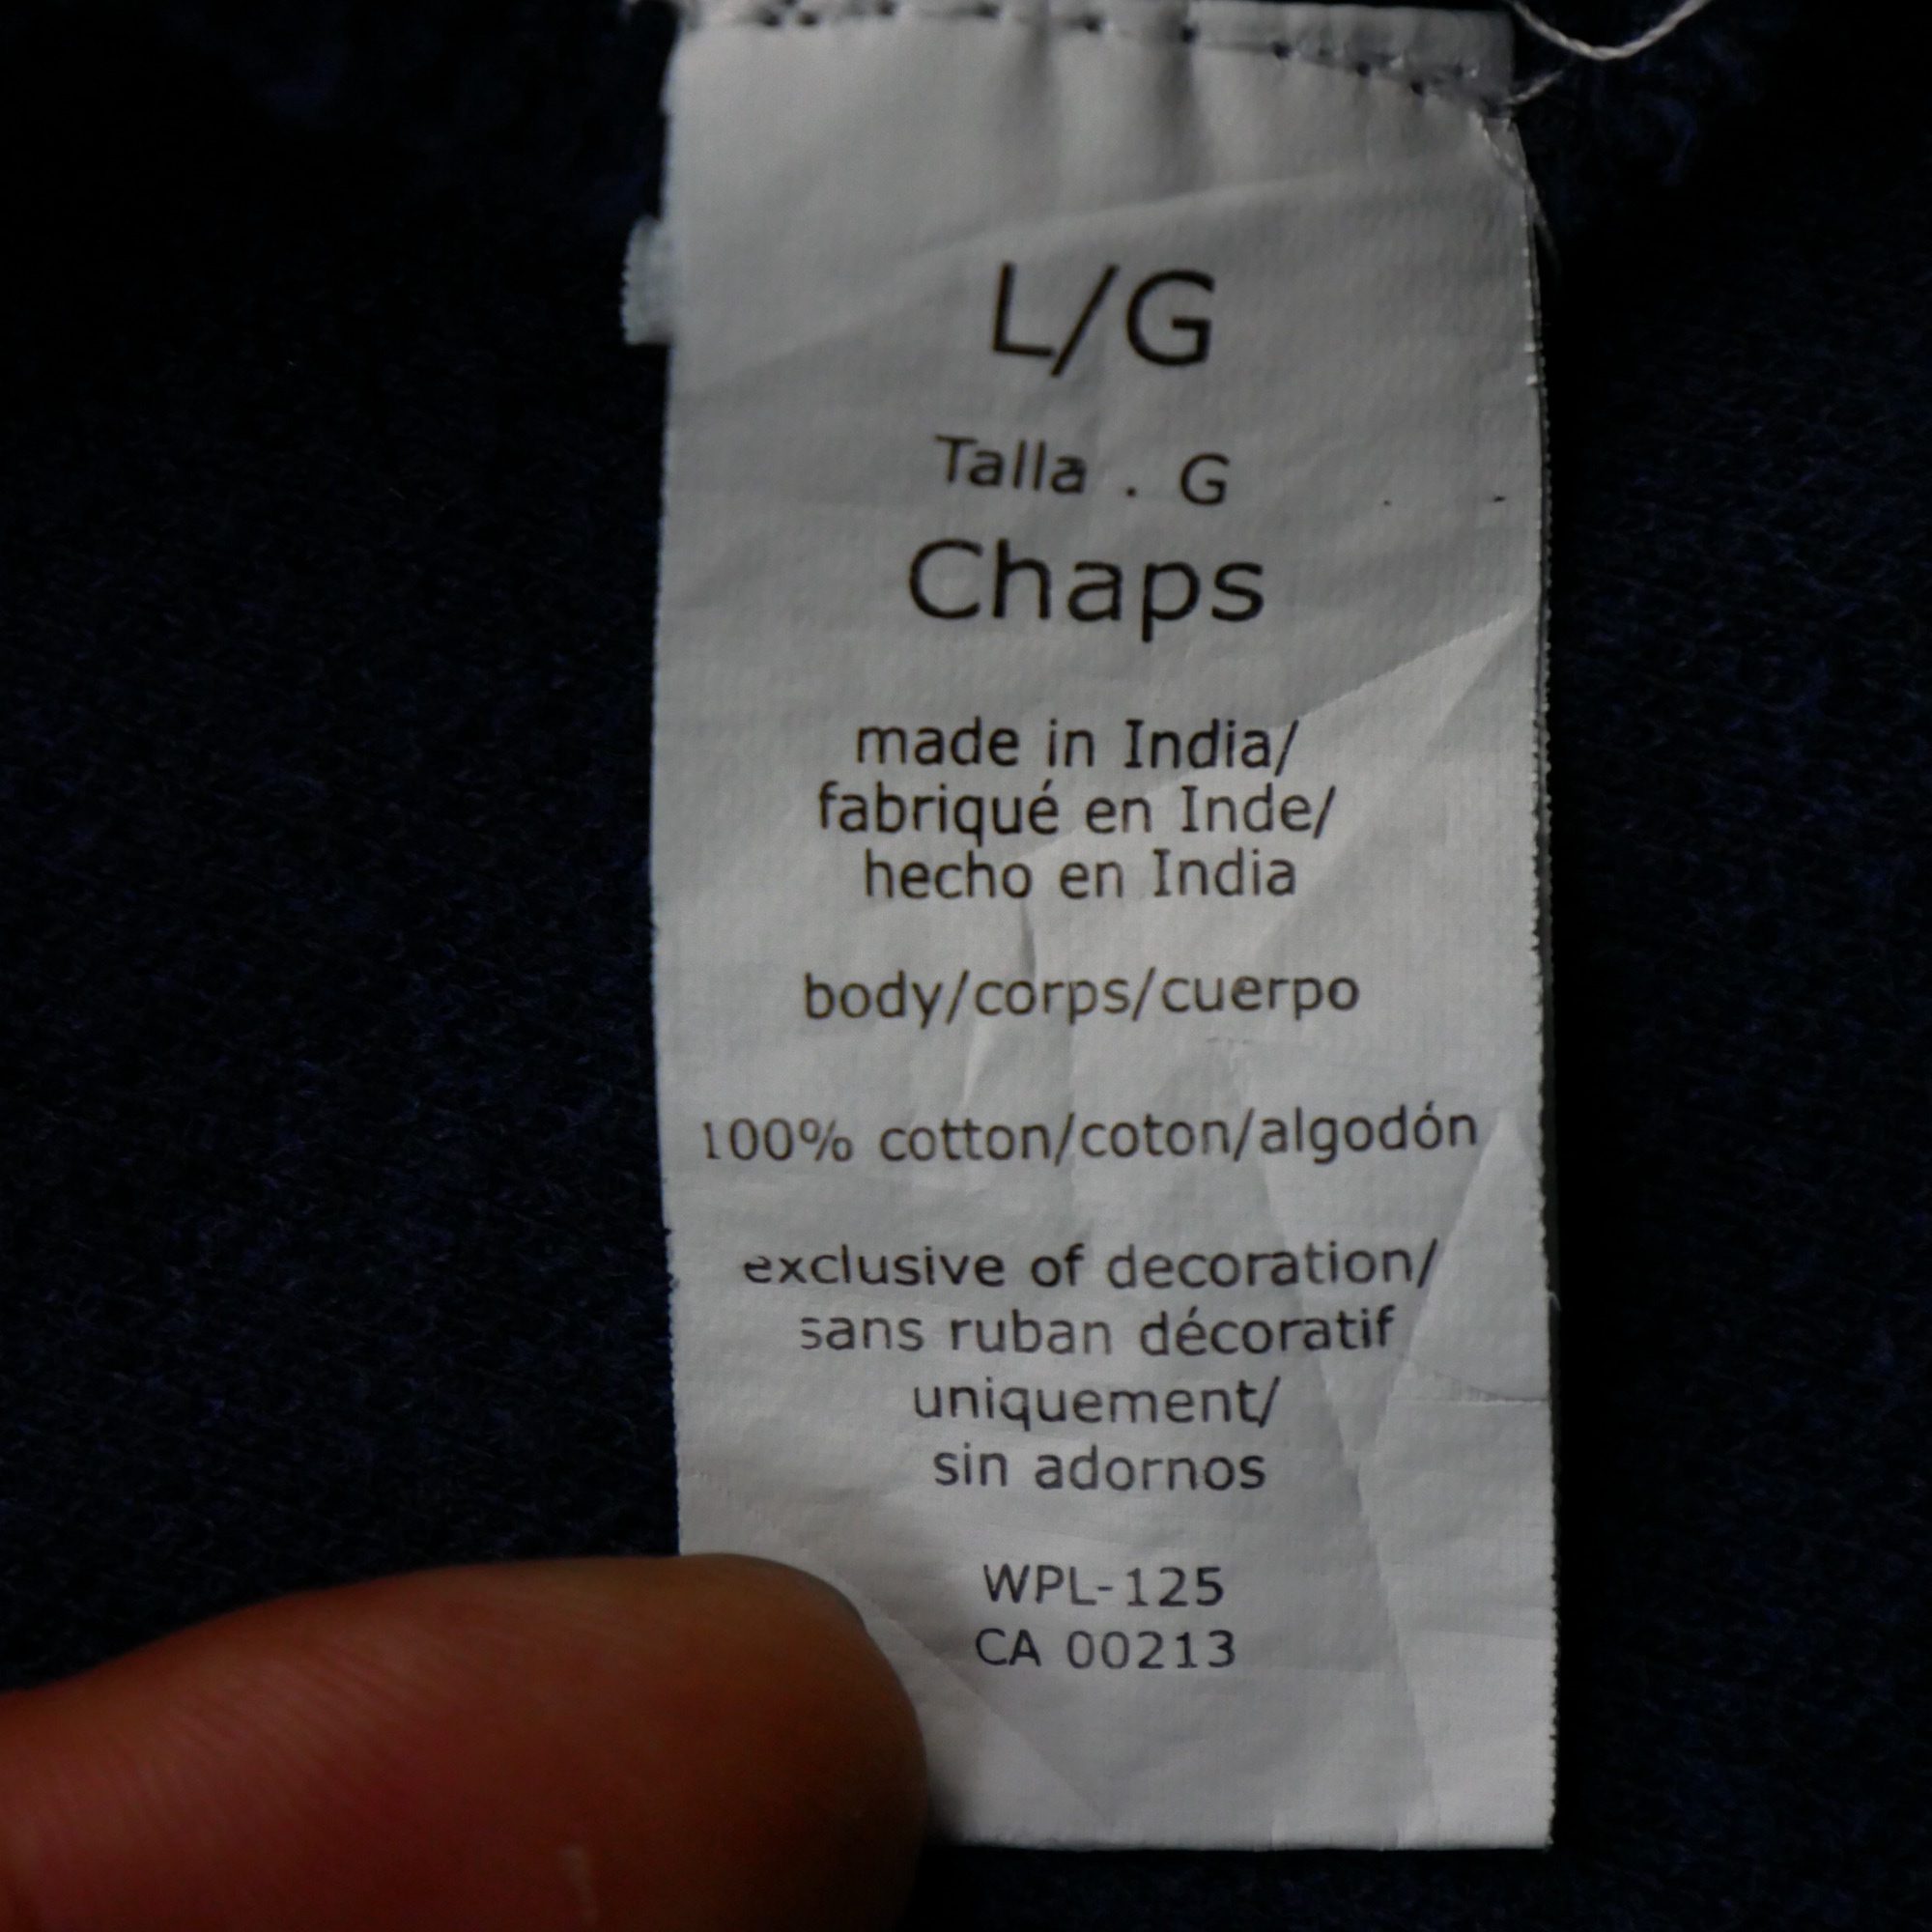 L/G
Talla . G
Chaps
made in India/
fabriqué en Inde/
hecho en India
body/corps/cuerpo
100% cotton/coton/algodón
exclusive of decoration/
sans ruban décoratif
uniquement/
sin adornos
WPL-125
CA 00213